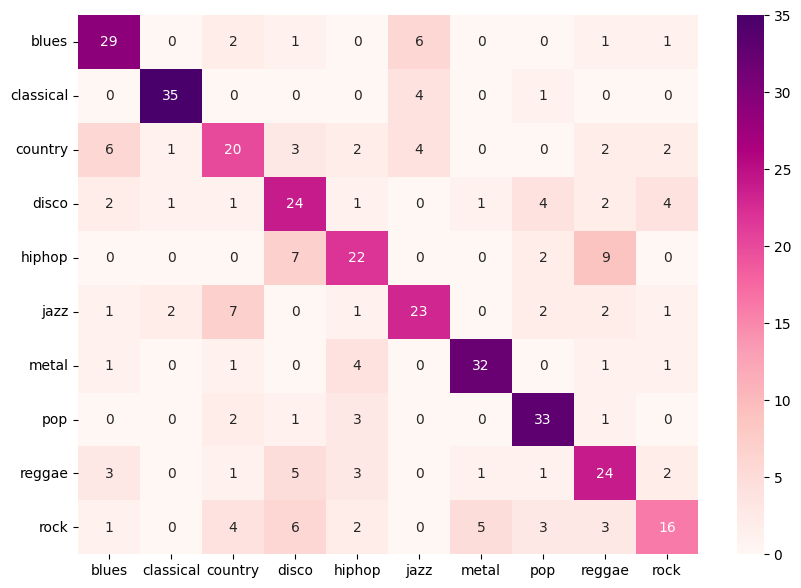 35
blues 29 0 2 1 0 6 0 0 1 1
30
classical 0 35 0 0 0 4 0 1 0 0
country 6 1 20 3 2 4 0 0 2 2
25
disco 2 1 1 24 1 0 1 4 2 4
20
hiphop 0 0 0 7 22 0 0 2 9 0
15
jazz 1 2 7 0 1 23 0 2 2 1
metal 1 0 1 0 4 0 32 0 1 1
10
pop 0 0 2 1 3 0 0 33 1 0
5
reggae 3 0 1 5 3 0 1 1 24 2
rock 1 0 4 6 2 0 5 3 3 16
0
blues classical country disco hiphop jazz metal pop reggae rock